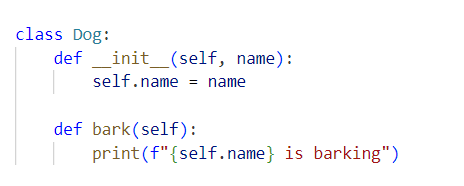 class Dog:
    def __init__(self, name):
        self.name = name

    def bark(self):
        print(f"{self.name} is barking")